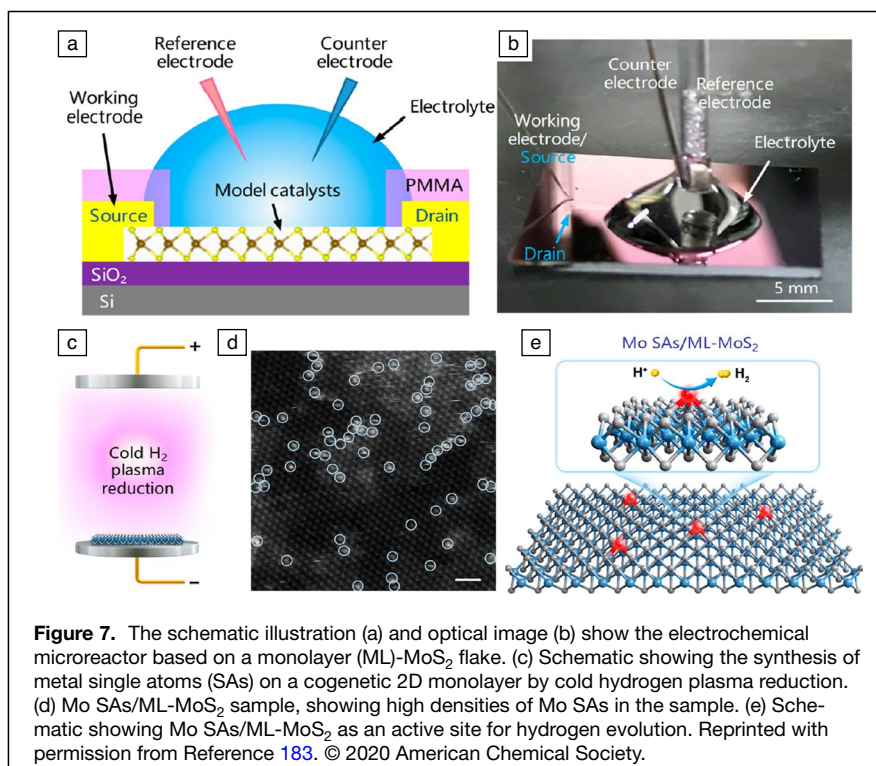 a
Reference
electrode
Counter
electrode
Working
electrode
Electrolyte
Model catalysts
PMMA
Source
Drain
SiO₂
Si
b
Counter
electrode
Reference
electrode
Working
electrode/
Source
Electrolyte
Drain
5 mm
c
+
Cold H₂
plasma
reduction
–
d
e
Mo SAs/ML-MoS₂
H⁺
H₂
Figure 7. The schematic illustration (a) and optical image (b) show the electrochemical
microreactor based on a monolayer (ML)-MoS₂ flake. (c) Schematic showing the synthesis of
metal single atoms (SAs) on a cogenetic 2D monolayer by cold hydrogen plasma reduction.
(d) Mo SAs/ML-MoS₂ sample, showing high densities of Mo SAs in the sample. (e) Sche-
matic showing Mo SAs/ML-MoS₂ as an active site for hydrogen evolution. Reprinted with
permission from Reference 183. © 2020 American Chemical Society.